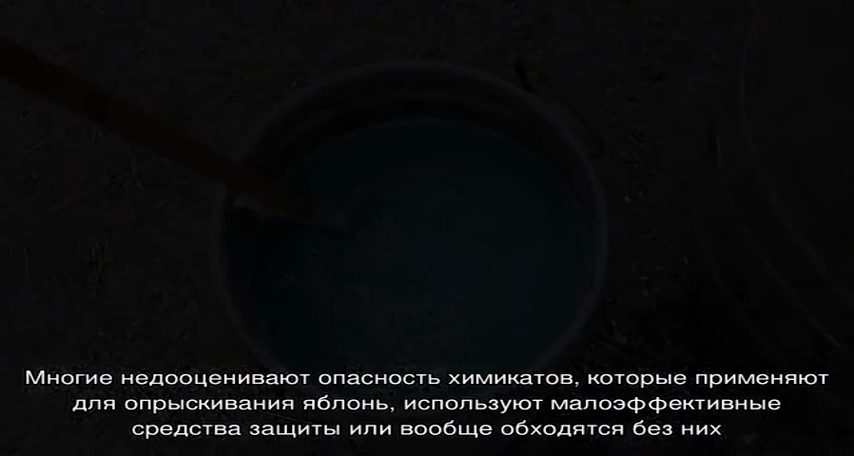 Многие недооценивают опасность химикатов, которые применяют
для опрыскивания яблонь, используют малоэффективные
средства защиты или вообще обходятся без них